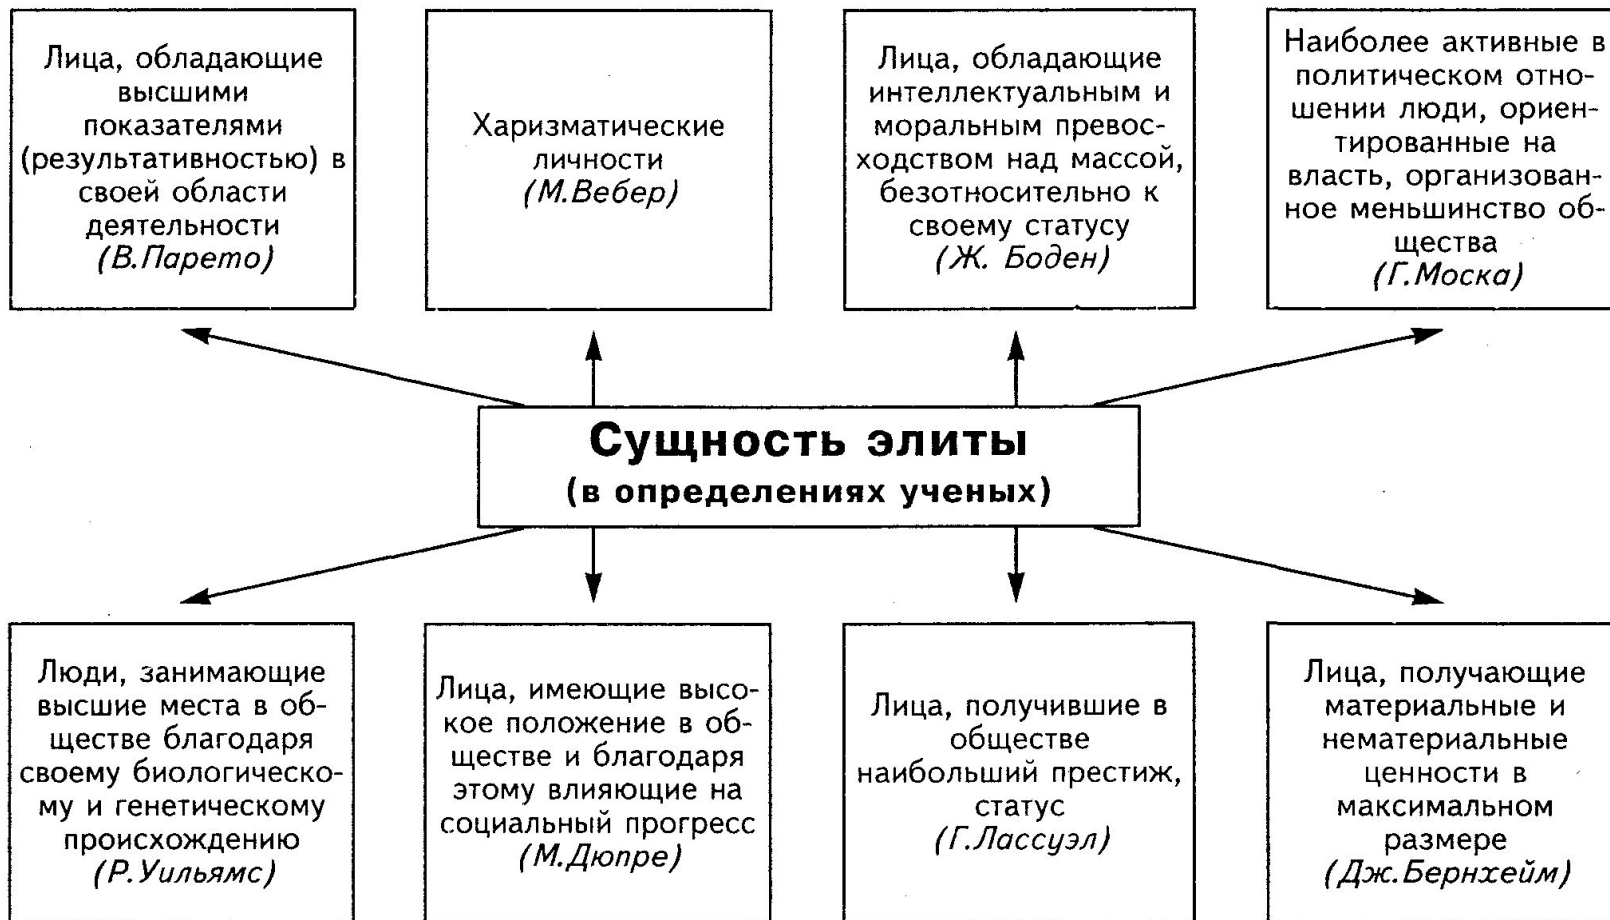 Лица, обладающие
высшими
показателями
(результативностью) в
своей области
деятельности
(В.Парето)
Харизматические
личности
(М.Вебер)
Лица, обладающие
интеллектуальным и
моральным превос-
ходством над массой,
безотносительно к
своему статусу
(Ж. Боден)
Наиболее активные в
политическом отно-
шении люди, ориен-
тированные на
власть, организован-
ное меньшинство об-
щества
(Г.Моска)
Сущность элиты
(в определениях ученых)
Люди, занимающие
высшие места в об-
ществе благодаря
своему биологическо-
му и генетическому
происхождению
(Р.Уильямс)
Лица, имеющие высо-
кое положение в об-
ществе и благодаря
этому влияющие на
социальный прогресс
(М.Дюпре)
Лица, получившие в
обществе
наибольший престиж,
статус
(Г.Лассуэл)
Лица, получающие
материальные и
нематериальные
ценности в
максимальном
размере
(Дж.Бернхейм)